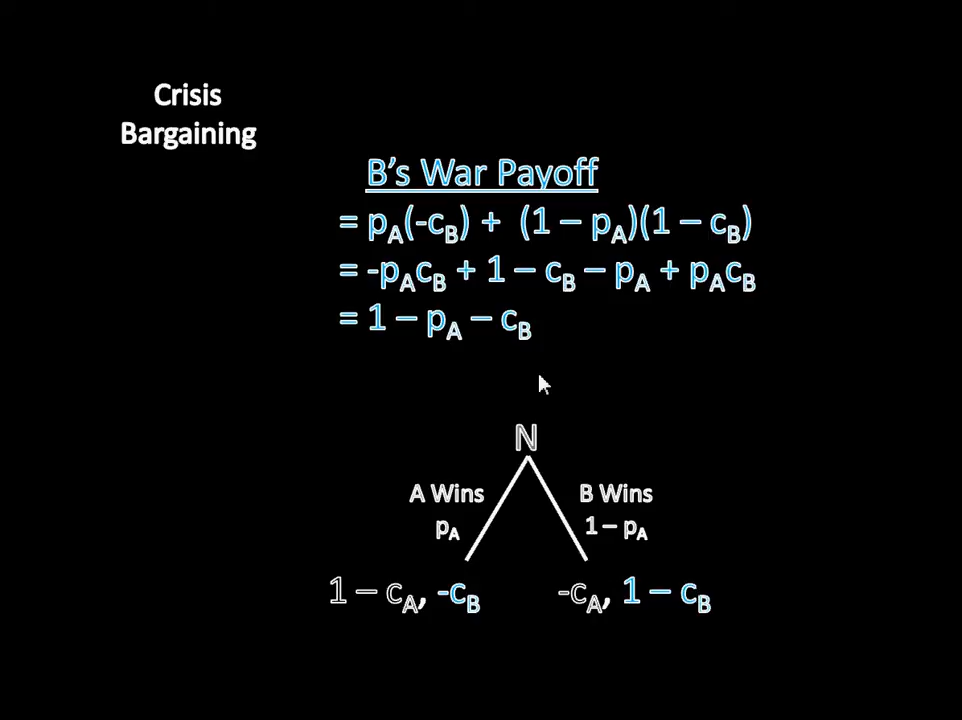 Crisis
Bargaining
B's War Payoff
= pA(-cB) + (1 – pA)(1 – cB)
= -pAcB + 1 – cB – pA + pAcB
= 1 – pA – cB
N
A Wins
pA
B Wins
1 – pA
1 – cA, -cB
-cA, 1 – cB